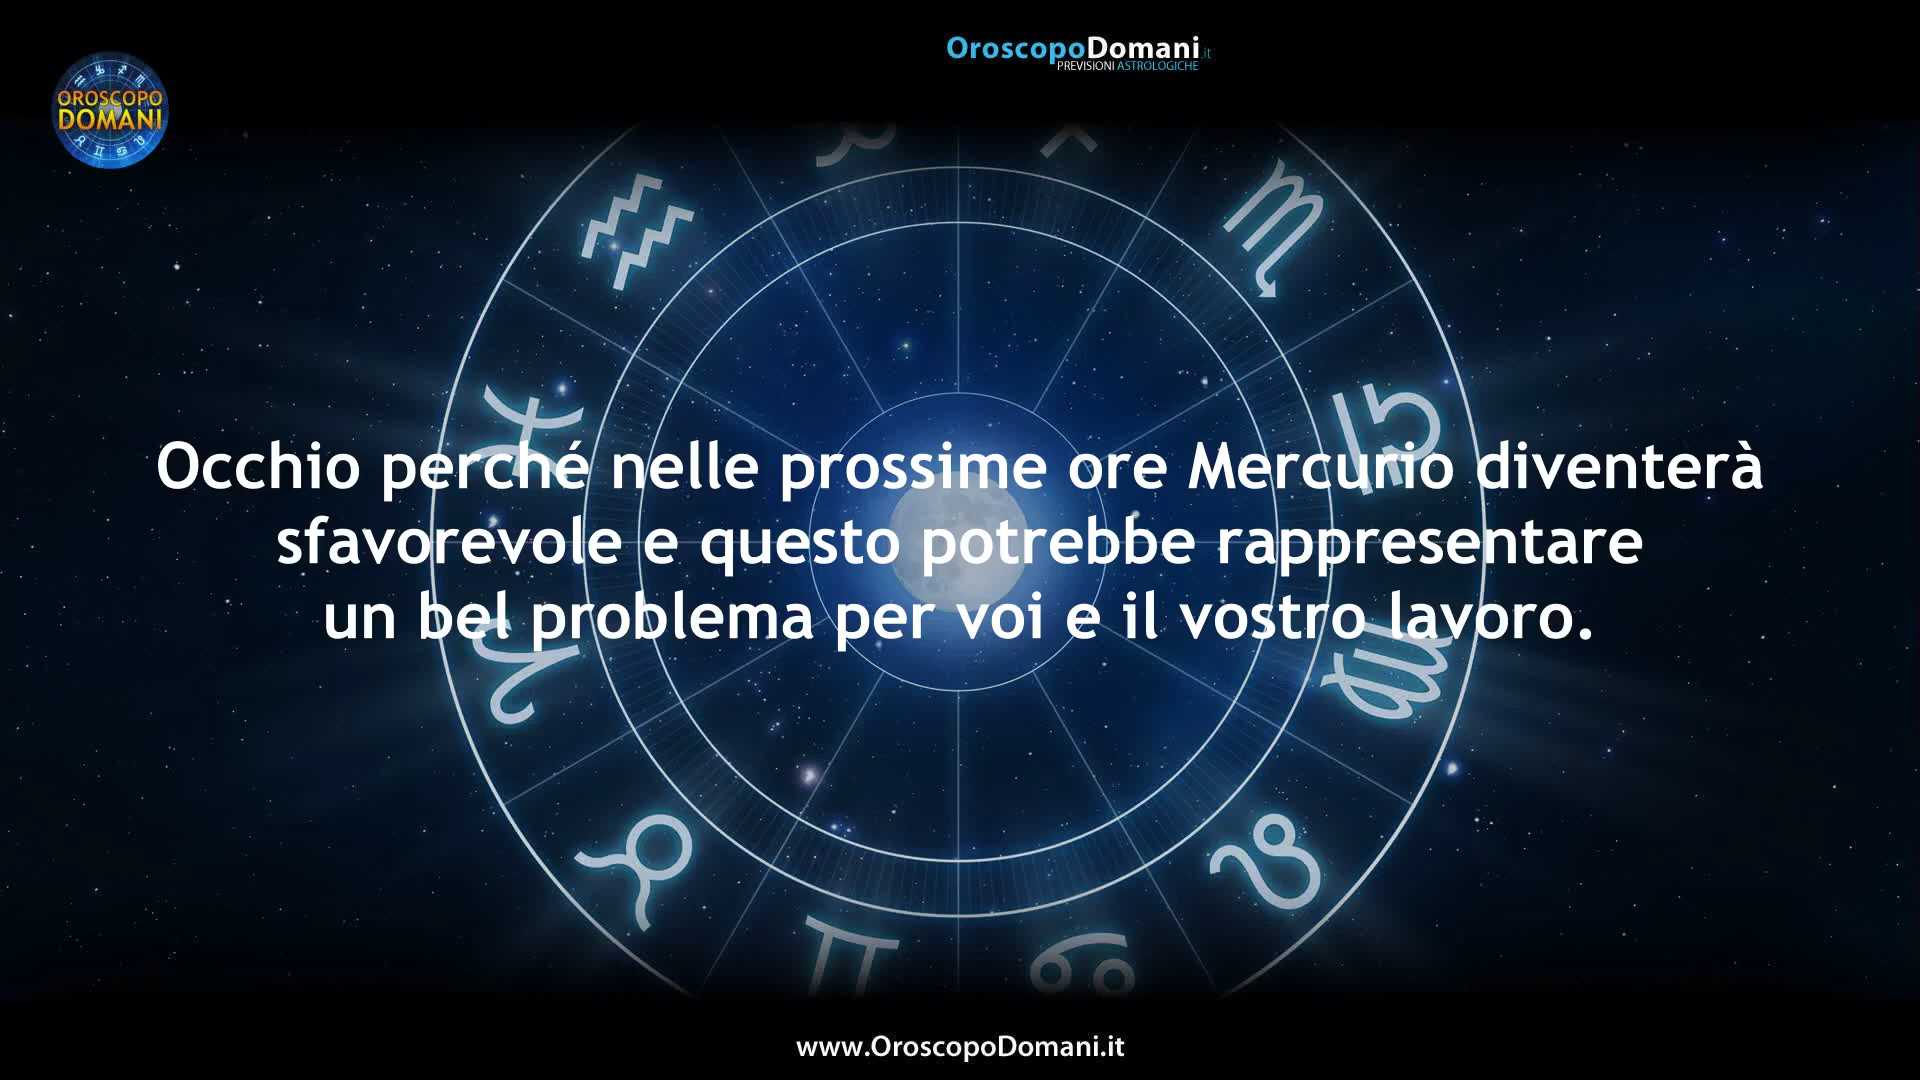 OroscopoDomani.it
PREVISIONI ASTROLOGICHE
OROSCOPO
DOMANI
Occhio perché nelle prossime ore Mercurio diventerà
sfavorevole e questo potrebbe rappresentare
un bel problema per voi e il vostro lavoro.
www.OroscopoDomani.it